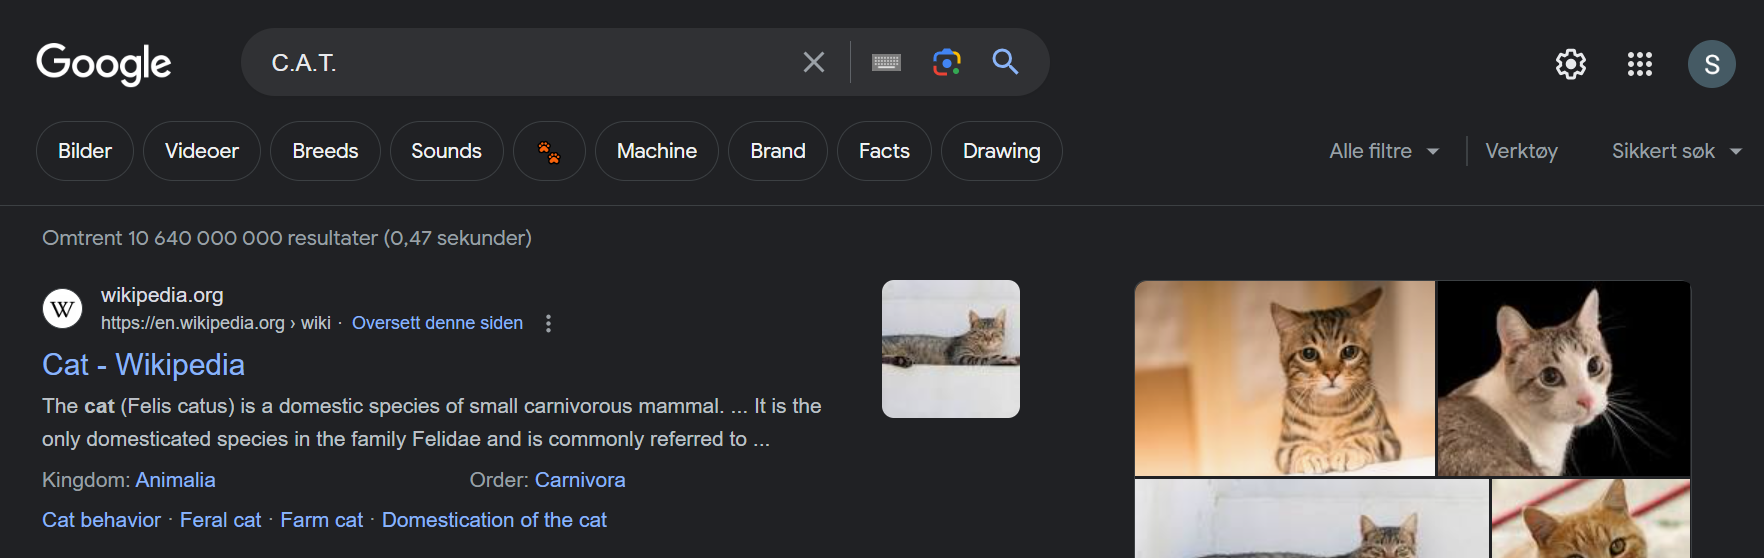 Google
C.A.T.
S
Bilder
Videoer
Breeds
Sounds
Machine
Brand
Facts
Drawing
Alle filtre
Verktøy
Sikkert søk
Omtrent 10 640 000 000 resultater (0,47 sekunder)
W
wikipedia.org
https://en.wikipedia.org › wiki · Oversett denne siden
Cat - Wikipedia
The cat (Felis catus) is a domestic species of small carnivorous mammal. ... It is the
only domesticated species in the family Felidae and is commonly referred to ...
Kingdom: Animalia Order: Carnivora
Cat behavior · Feral cat · Farm cat · Domestication of the cat